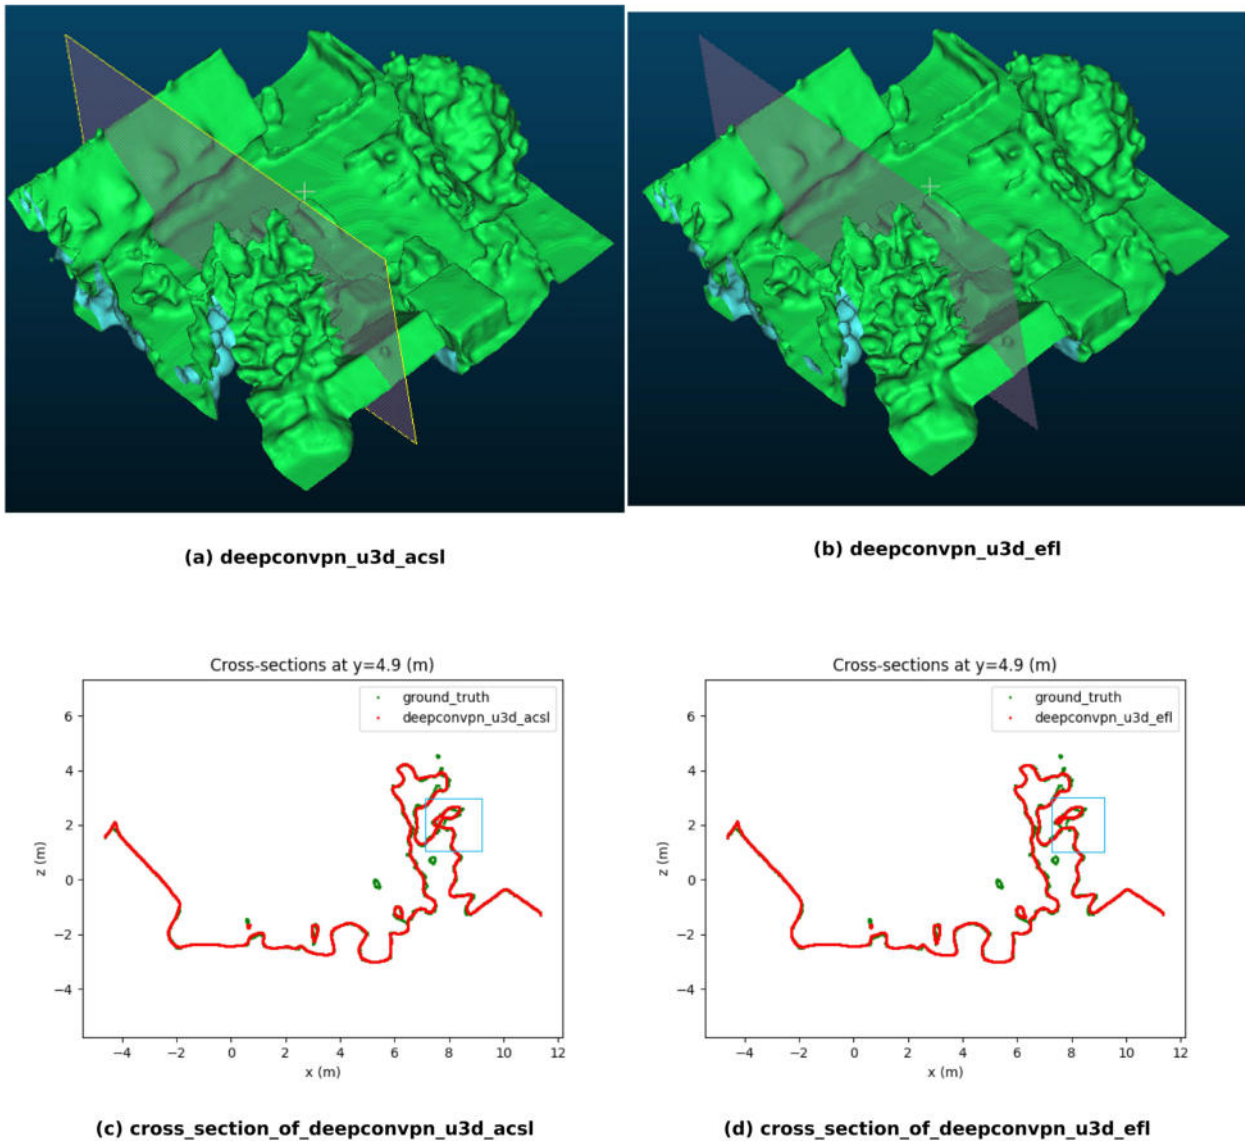 (a) deepconvpn_u3d_acsl
(b) deepconvpn_u3d_efl
Cross-sections at y=4.9 (m)
ground_truth
deepconvpn_u3d_acsl
6
4
2
0
−2
−4
z (m)
−4 −2 0 2 4 6 8 10 12
x (m)
(c) cross_section_of_deepconvpn_u3d_acsl
Cross-sections at y=4.9 (m)
ground_truth
deepconvpn_u3d_efl
6
4
2
0
−2
−4
z (m)
−4 −2 0 2 4 6 8 10 12
x (m)
(d) cross_section_of_deepconvpn_u3d_efl